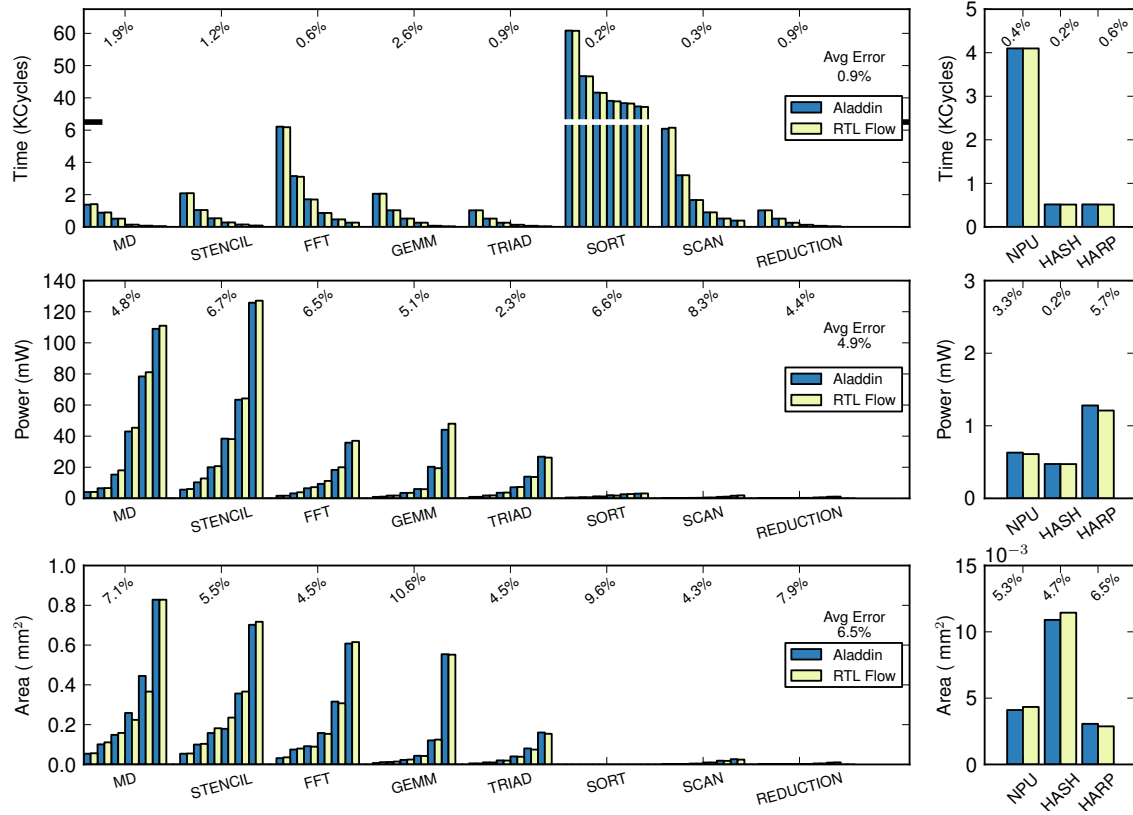 Time (KCycles)
60
50
40
6
4
2
0
1.9%
1.2%
0.6%
2.6%
0.9%
0.2%
0.3%
0.9%
Avg Error
0.9%
Aladdin
RTL Flow
MD
STENCIL
FFT
GEMM
TRIAD
SORT
SCAN
REDUCTION
Time (KCycles)
5
4
3
2
1
0
0.4%
0.2%
0.6%
NPU
HASH
HARP
Power (mW)
140
120
100
80
60
40
20
0
4.8%
6.7%
6.5%
5.1%
2.3%
6.6%
8.3%
4.4%
Avg Error
4.9%
Aladdin
RTL Flow
MD
STENCIL
FFT
GEMM
TRIAD
SORT
SCAN
REDUCTION
Power (mW)
3
2
1
0
3.3%
0.2%
5.7%
NPU
HASH
HARP
Area ( mm²)
1.0
0.8
0.6
0.4
0.2
0.0
7.1%
5.5%
4.5%
10.6%
4.5%
9.6%
4.3%
7.9%
Avg Error
6.5%
Aladdin
RTL Flow
MD
STENCIL
FFT
GEMM
TRIAD
SORT
SCAN
REDUCTION
Area ( mm²)
10⁻³
15
10
5
0
5.3%
4.7%
6.5%
NPU
HASH
HARP